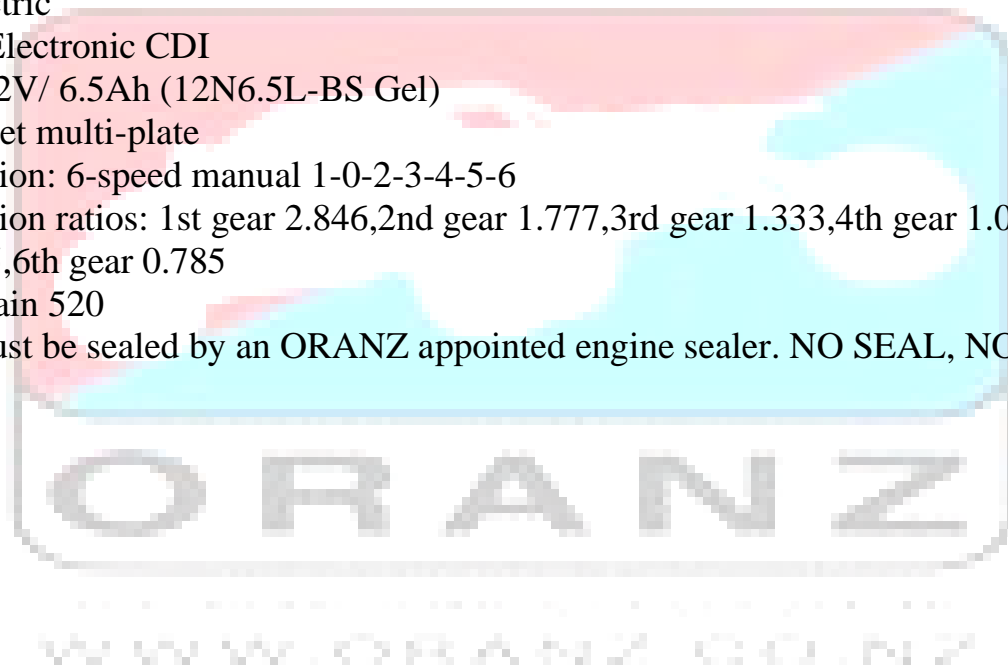 tric
Electronic CDI
2V/ 6.5Ah (12N6.5L-BS Gel)
et multi-plate
ion: 6-speed manual 1-0-2-3-4-5-6
ion ratios: 1st gear 2.846,2nd gear 1.777,3rd gear 1.333,4th gear 1.0
,6th gear 0.785
ain 520
ust be sealed by an ORANZ appointed engine sealer. NO SEAL, NO
ORANZ
WWW.ORANZ.CO.NZ